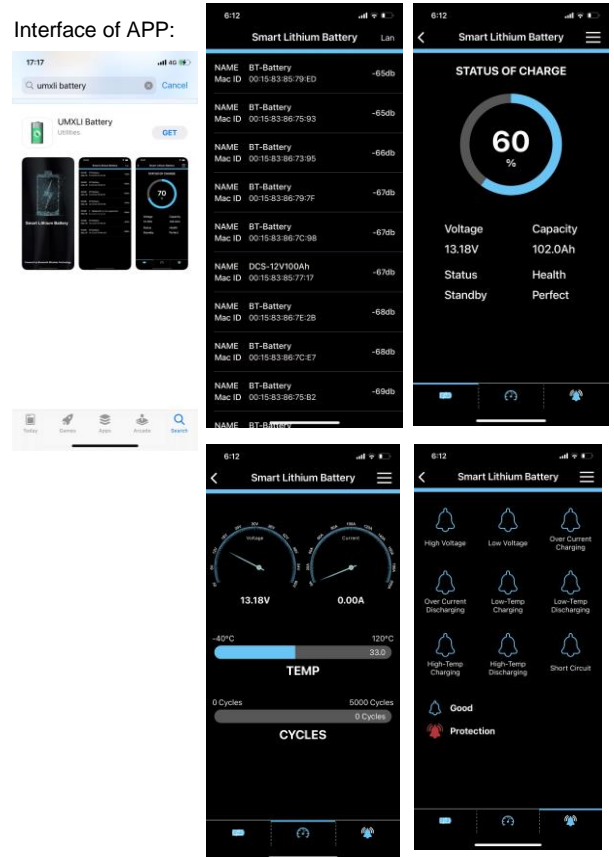 Interface of APP:
17:17
4G
umxli battery
Cancel
UMXLI Battery
Utilities
GET
Smart Lithium Battery
STATUS OF CHARGE
70
Today
Games
Apps
Arcade
Search
6:12
Smart Lithium Battery Lan
NAME BT-Battery
Mac ID 00:15:83:85:79:ED
-65db
NAME BT-Battery
Mac ID 00:15:83:86:75:93
-65db
NAME BT-Battery
Mac ID 00:15:83:86:73:95
-66db
NAME BT-Battery
Mac ID 00:15:83:86:79:7F
-67db
NAME BT-Battery
Mac ID 00:15:83:86:7C:98
-67db
NAME DCS-12V100Ah
Mac ID 00:15:83:85:77:17
-67db
NAME BT-Battery
Mac ID 00:15:83:86:7E:2B
-68db
NAME BT-Battery
Mac ID 00:15:83:86:7C:E7
-68db
NAME BT-Battery
Mac ID 00:15:83:86:75:B2
-69db
NAME BT-Battery
6:12
Smart Lithium Battery
STATUS OF CHARGE
60
%
Voltage Capacity
13.18V 102.0Ah
Status Health
Standby Perfect
6:12
Smart Lithium Battery
Voltage
Current
13.18V 0.00A
-40°C 120°C
33.0
TEMP
0 Cycles 5000 Cycles
0 Cycles
CYCLES
6:12
Smart Lithium Battery
High Voltage
Low Voltage
Over Current
Charging
Over Current
Discharging
Low-Temp
Charging
Low-Temp
Discharging
High-Temp
Charging
High-Temp
Discharging
Short Circuit
Good
Protection